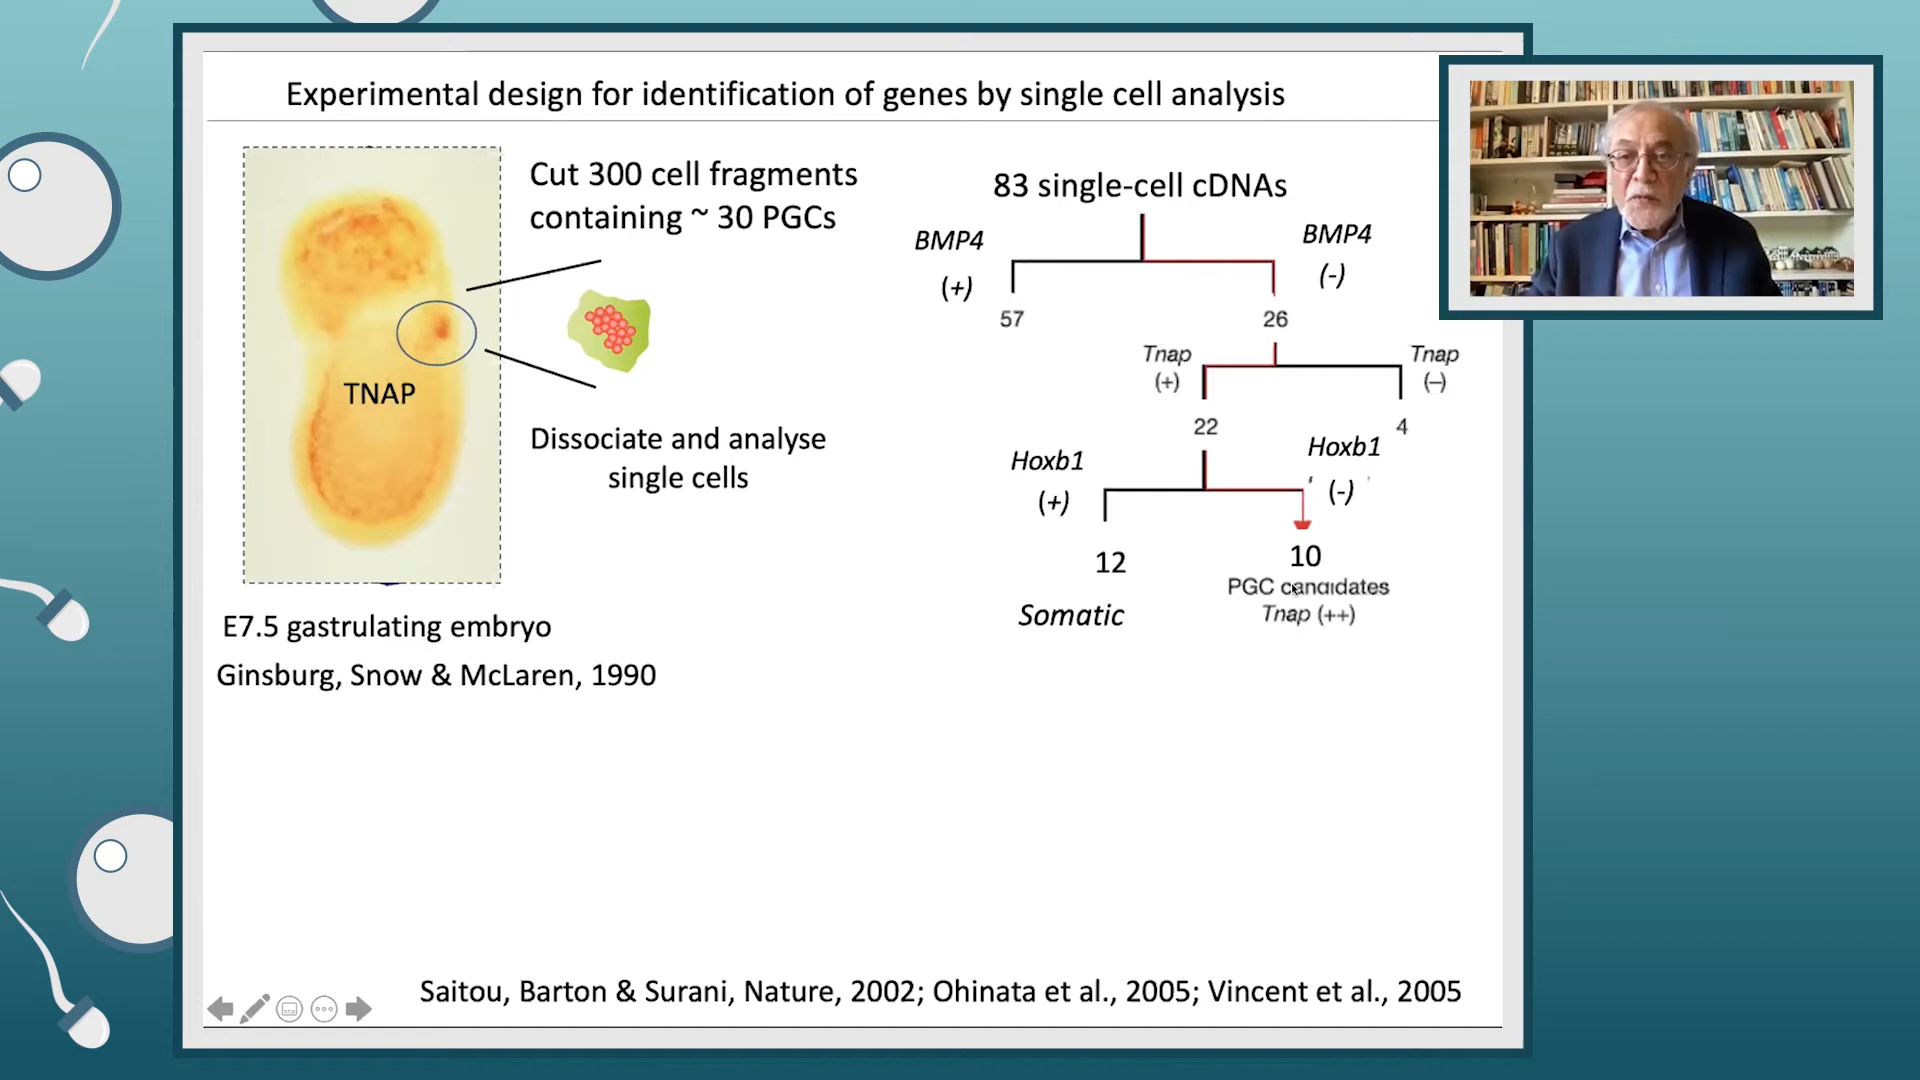 Experimental design for identification of genes by single cell analysis
Cut 300 cell fragments
containing ~ 30 PGCs
TNAP
Dissociate and analyse
single cells
E7.5 gastrulating embryo
Ginsburg, Snow & McLaren, 1990
83 single-cell cDNAs
BMP4
(+)
BMP4
(-)
57
26
Tnap
(+)
Tnap
(–)
22
4
Hoxb1
(+)
Hoxb1
(-)
12
10
Somatic
PGC candidates
Tnap (++)
Saitou, Barton & Surani, Nature, 2002; Ohinata et al., 2005; Vincent et al., 2005